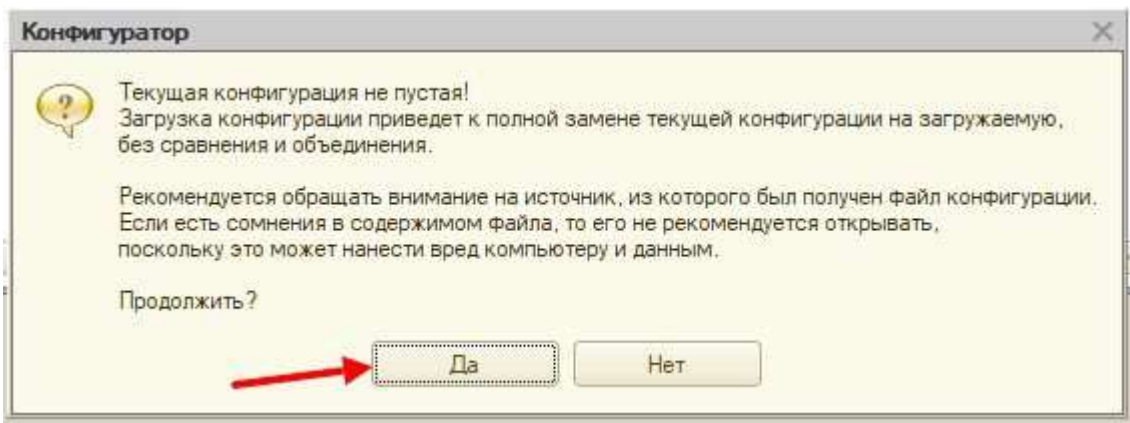 Конфигуратор
Текущая конфигурация не пустая!
Загрузка конфигурации приведет к полной замене текущей конфигурации на загружаемую,
без сравнения и объединения.
Рекомендуется обращать внимание на источник, из которого был получен файл конфигурации.
Если есть сомнения в содержимом файла, то его не рекомендуется открывать,
поскольку это может нанести вред компьютеру и данным.
Продолжить?
Да
Нет